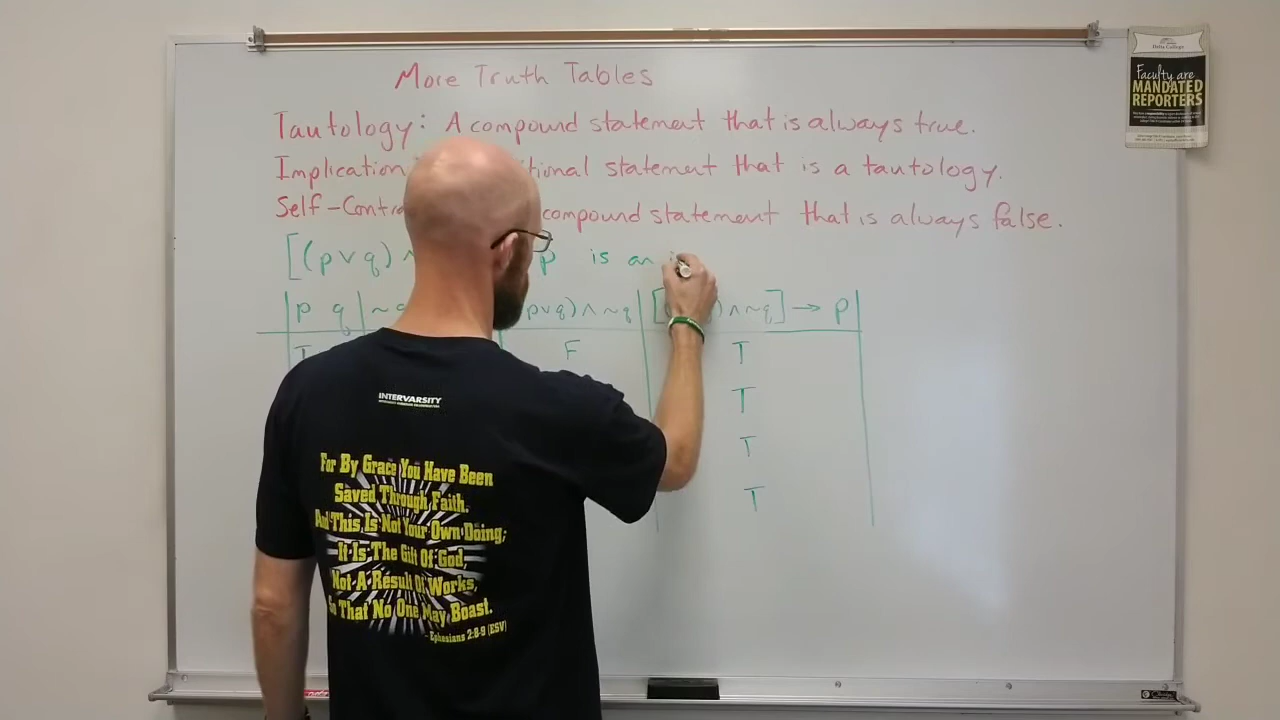 More Truth Tables
Tautology: A compound statement that is always true.
Implication statement that is a tautology.
Self- compound statement that is always false.
[(p ∨ q) p is an
p q ~ p∨q) ∧ ~q [ ∧ ~q] → p
T F T
T
T
T
Delta College
Faculty are
MANDATED
REPORTERS
INTERVARSITY
For By Grace You Have Been
Saved Through Faith.
And This Is Not Your Own Doing;
It Is The Gift Of God,
Not A Result Of Works,
So That No One May Boast.
- Ephesians 2:8-9 (ESV)